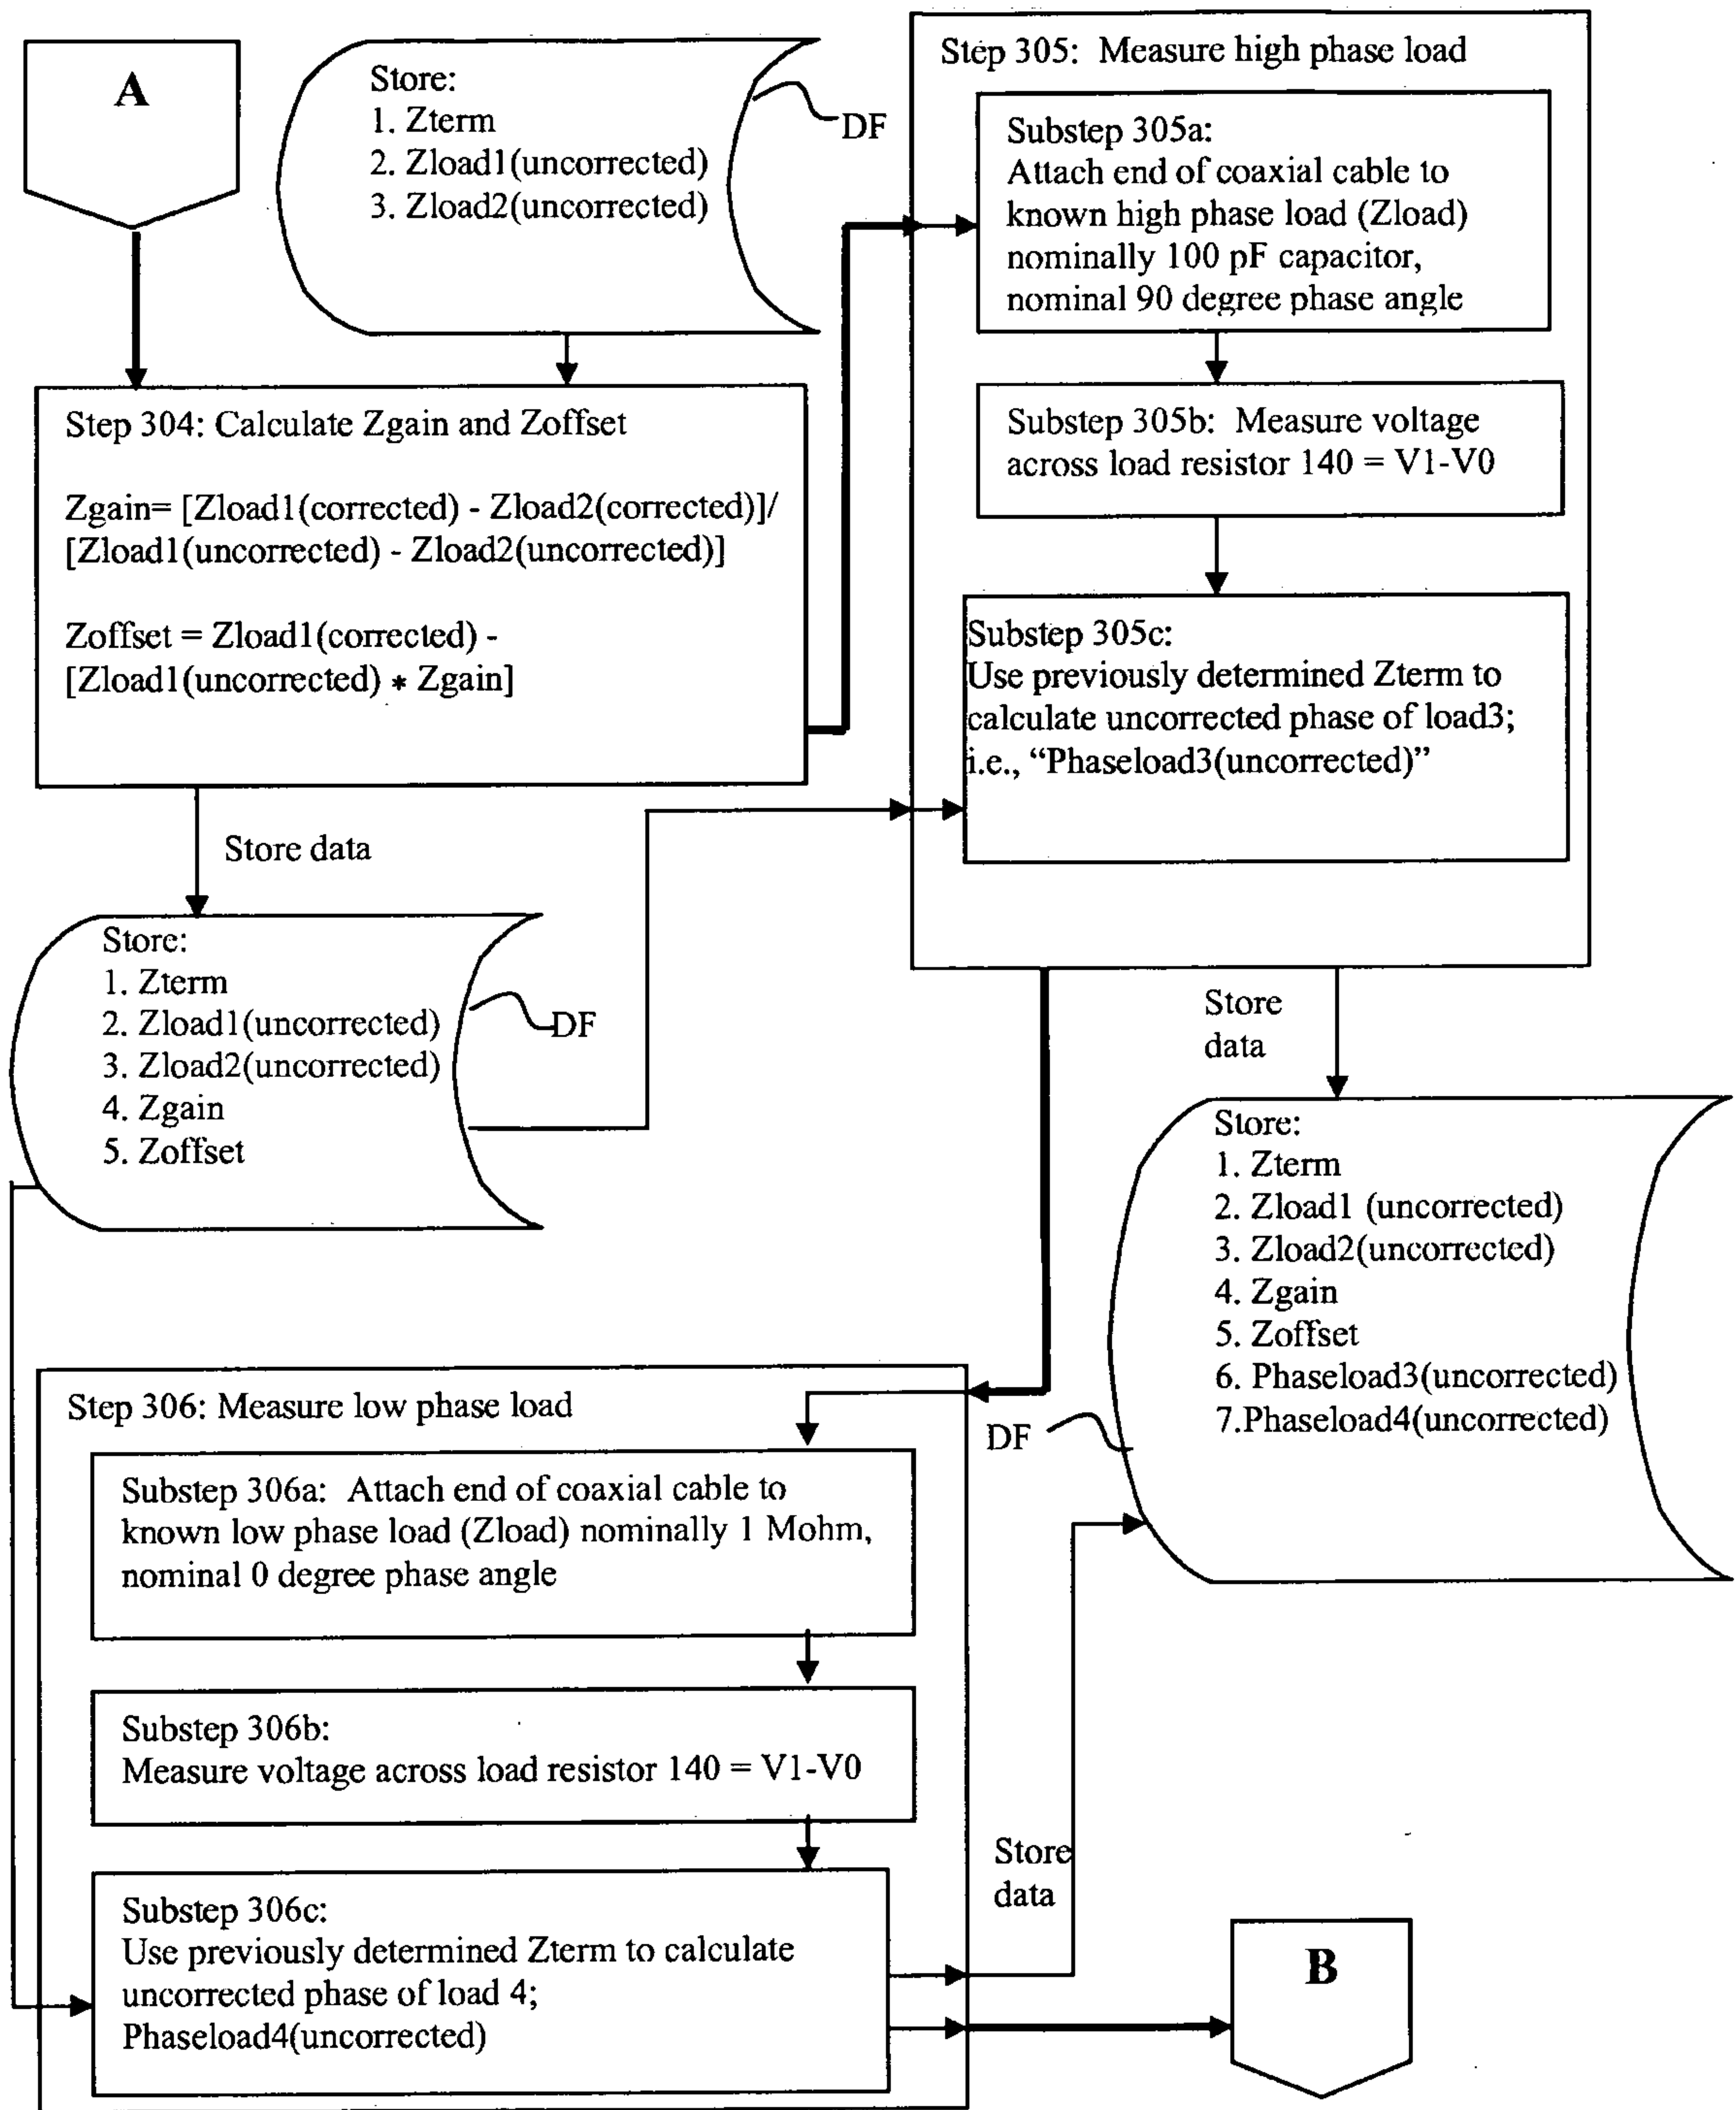 A
Store:
1. Zterm
2. Zload1(uncorrected)
3. Zload2(uncorrected)
DF
Step 304: Calculate Zgain and Zoffset
Zgain= [Zload1(corrected) - Zload2(corrected)]/
[Zload1(uncorrected) - Zload2(uncorrected)]
Zoffset = Zload1(corrected) -
[Zload1(uncorrected) * Zgain]
Store data
Store:
1. Zterm
2. Zload1(uncorrected)
3. Zload2(uncorrected)
4. Zgain
5. Zoffset
DF
Step 305: Measure high phase load
Substep 305a:
Attach end of coaxial cable to
known high phase load (Zload)
nominally 100 pF capacitor,
nominal 90 degree phase angle
Substep 305b: Measure voltage
across load resistor 140 = V1-V0
Substep 305c:
Use previously determined Zterm to
calculate uncorrected phase of load3;
i.e., “Phaseload3(uncorrected)”
Store
data
Store:
1. Zterm
2. Zload1 (uncorrected)
3. Zload2(uncorrected)
4. Zgain
5. Zoffset
6. Phaseload3(uncorrected)
7.Phaseload4(uncorrected)
DF
Step 306: Measure low phase load
Substep 306a: Attach end of coaxial cable to
known low phase load (Zload) nominally 1 Mohm,
nominal 0 degree phase angle
Substep 306b:
Measure voltage across load resistor 140 = V1-V0
Substep 306c:
Use previously determined Zterm to calculate
uncorrected phase of load 4;
Phaseload4(uncorrected)
Store
data
B